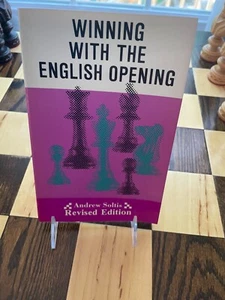 WINNING
WITH THE
ENGLISH OPENING
Andrew Soltis
Revised Edition